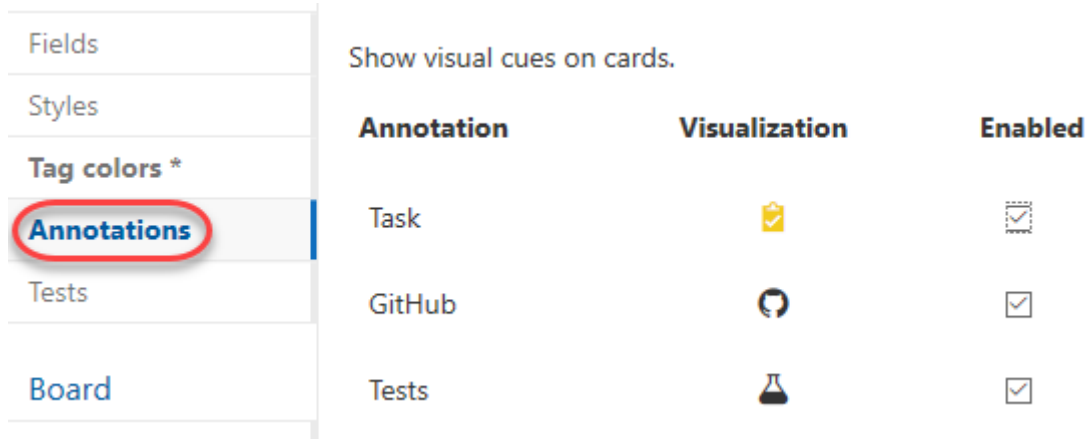 Fields
Styles
Tag colors *
Annotations
Tests
Board
Show visual cues on cards.
Annotation Visualization Enabled
Task
GitHub
Tests